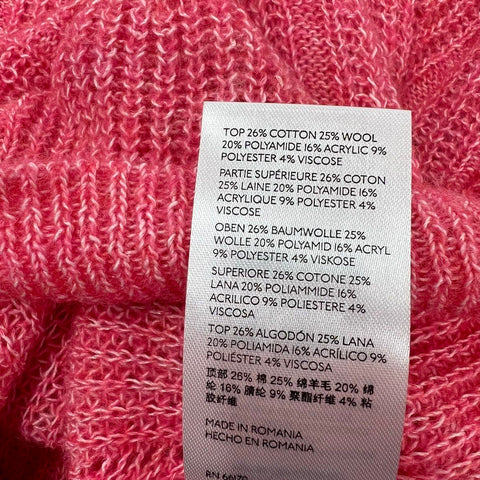 TOP 26% COTTON 25% WOOL
20% POLYAMIDE 16% ACRYLIC 9%
POLYESTER 4% VISCOSE
PARTIE SUPÉRIEURE 26% COTON
25% LAINE 20% POLYAMIDE 16%
ACRYLIQUE 9% POLYESTER 4%
VISCOSE
OBEN 26% BAUMWOLLE 25%
WOLLE 20% POLYAMID 16% ACRYL
9% POLYESTER 4% VISKOSE
SUPERIORE 26% COTONE 25%
LANA 20% POLIAMMIDE 16%
ACRILICO 9% POLIESTERE 4%
VISCOSA
TOP 26% ALGODÓN 25% LANA
20% POLIAMIDA 16% ACRÍLICO 9%
POLIÉSTER 4% VISCOSA
顶部 26% 棉 25% 绵羊毛 20% 锦
纶 16% 腈纶 9% 聚酯纤维 4% 粘
胶纤维
MADE IN ROMANIA
HECHO EN ROMANIA
RN 66170